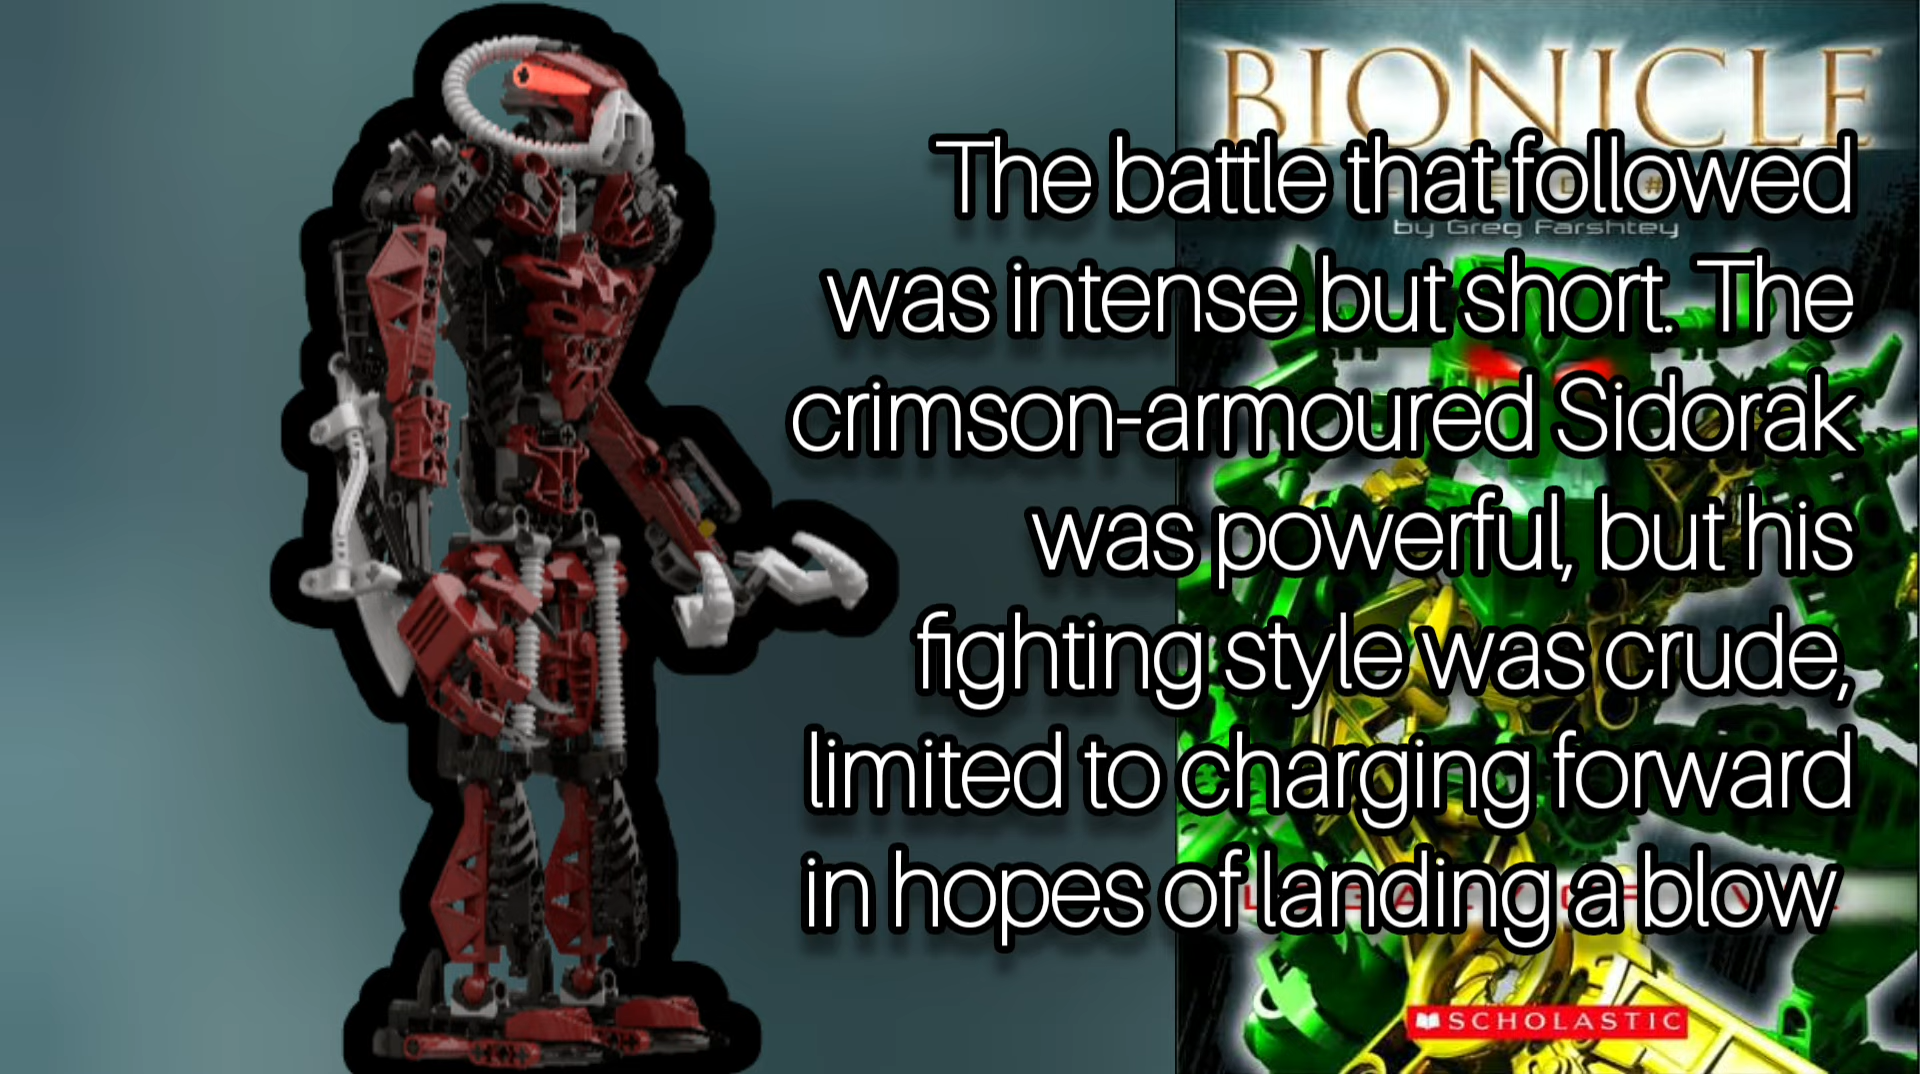 BIONICLE
The battle that followed
by Greg Farshtey
was intense but short. The
crimson-armoured Sidorak
was powerful, but his
fighting style was crude,
limited to charging forward
in hopes of landing a blow
SCHOLASTIC